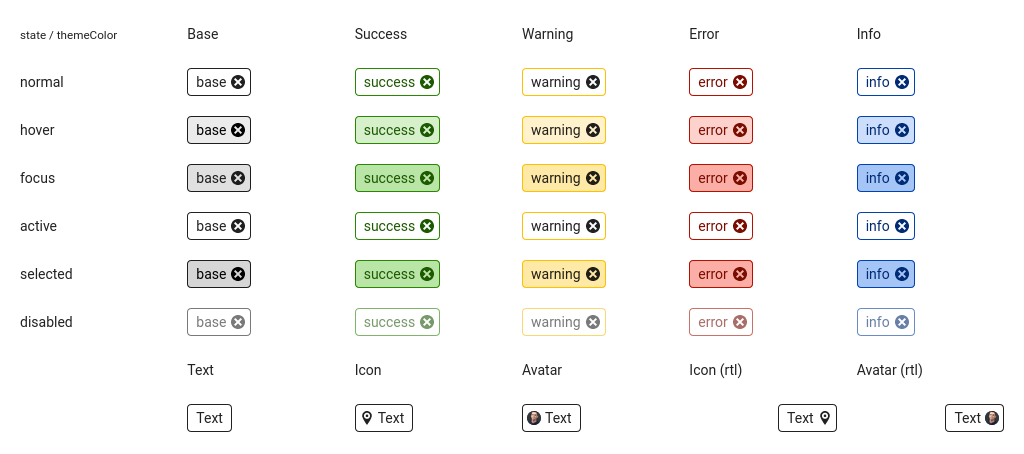 state / themeColor Base Success Warning Error Info
normal base success warning error info
hover base success warning error info
focus base success warning error info
active base success warning error info
selected base success warning error info
disabled base success warning error info
Text Icon Avatar Icon (rtl) Avatar (rtl)
Text Text Text Text Text